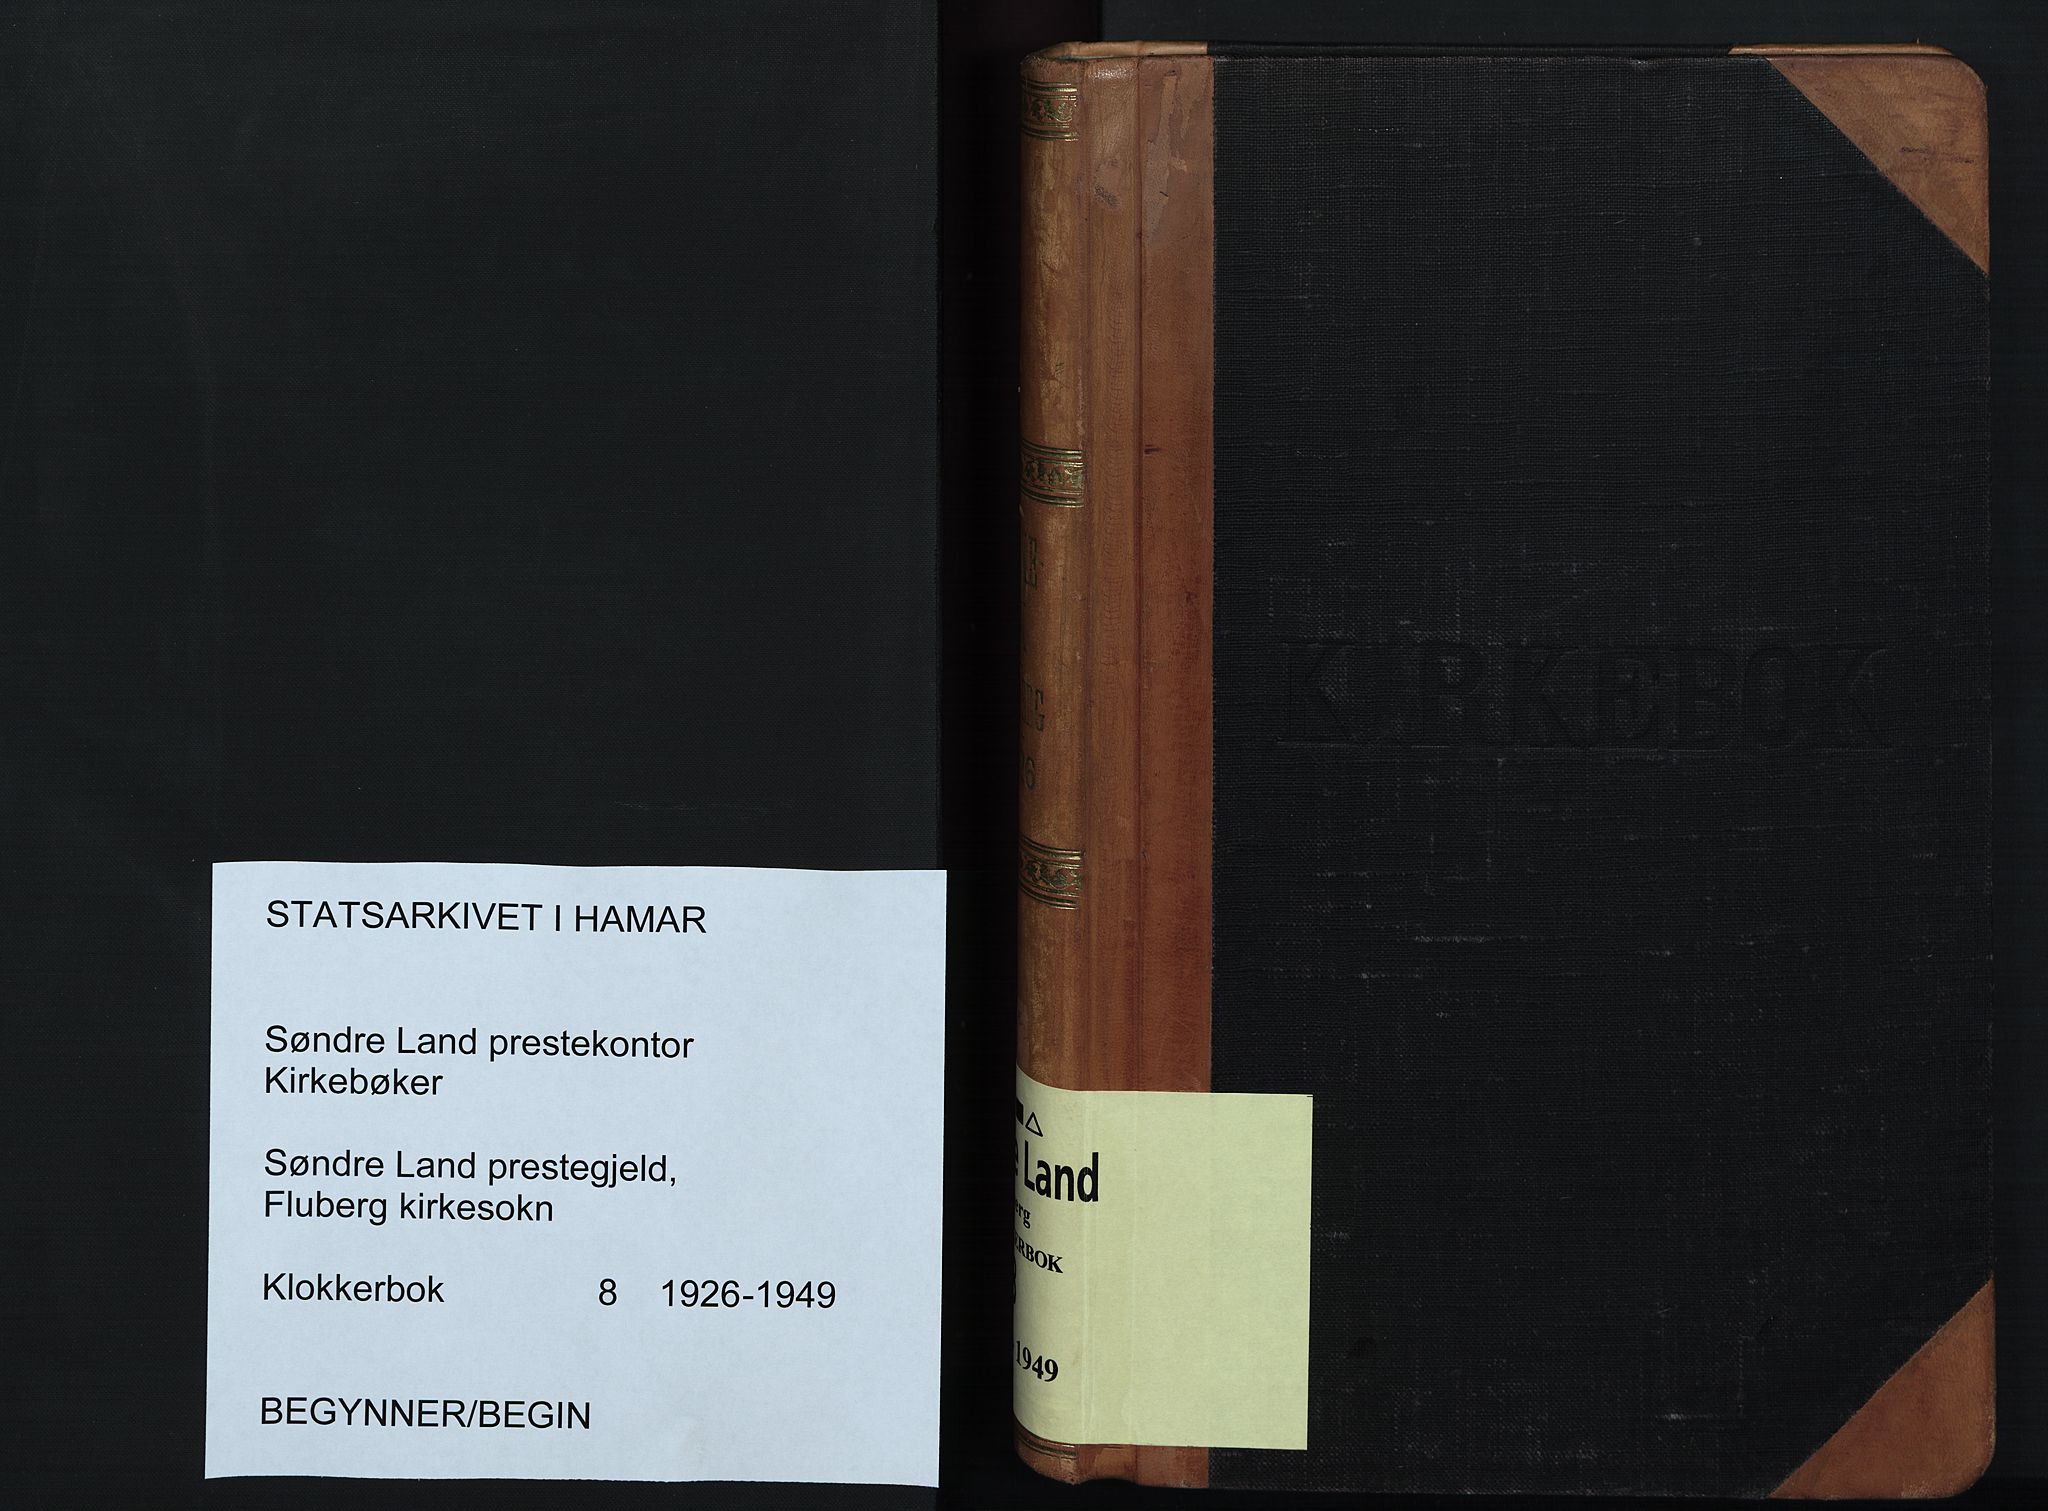 STATSARKIVET I HAMAR
Søndre Land prestekontor
Kirkebøker
Søndre Land prestegjeld,
Fluberg kirkesokn
Klokkerbok 8 1926-1949
BEGYNNER/BEGIN
KIRKEBOK
Land
1949